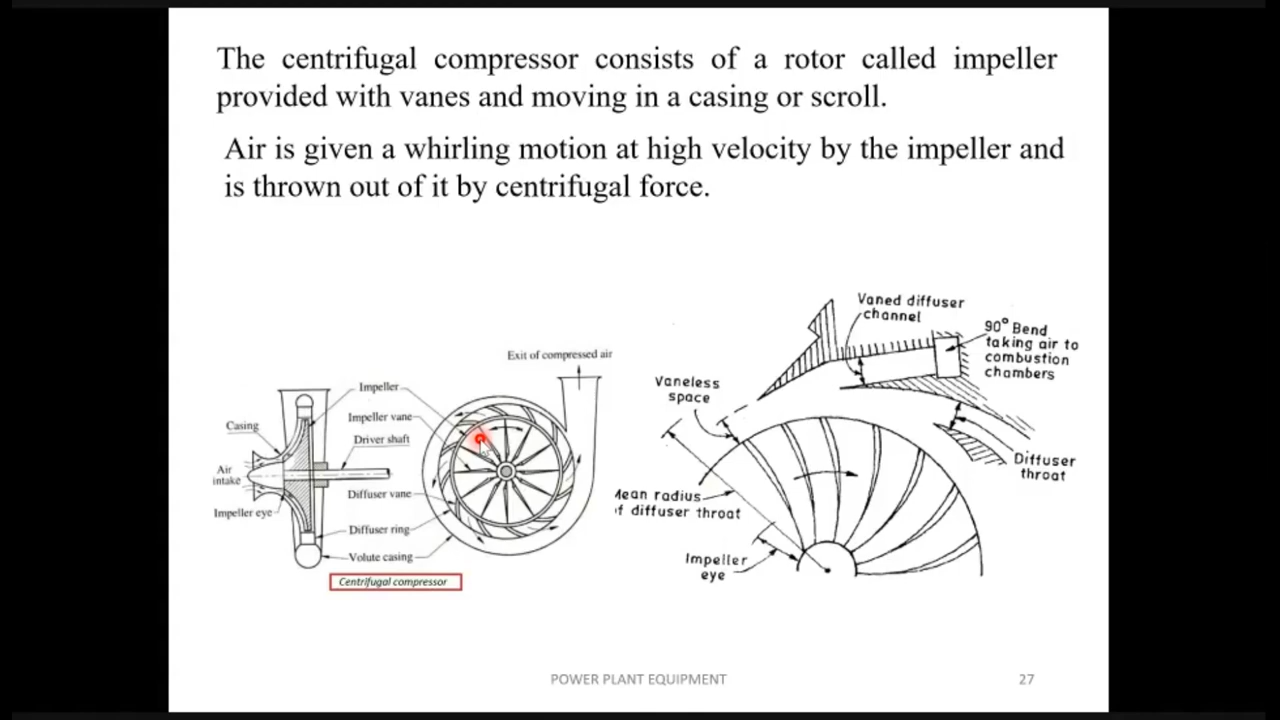 The centrifugal compressor consists of a rotor called impeller
provided with vanes and moving in a casing or scroll.
Air is given a whirling motion at high velocity by the impeller and
is thrown out of it by centrifugal force.
Exit of compressed air
Impeller
Impeller vane
Casing
Driver shaft
Air
intake
Diffuser vane
Impeller eye
Diffuser ring
Volute casing
Centrifugal compressor
Vaned diffuser
channel
90° Bend
taking air to
combustion
chambers
Vaneless
space
Diffuser
throat
Mean radius
of diffuser throat
Impeller
eye
POWER PLANT EQUIPMENT
27